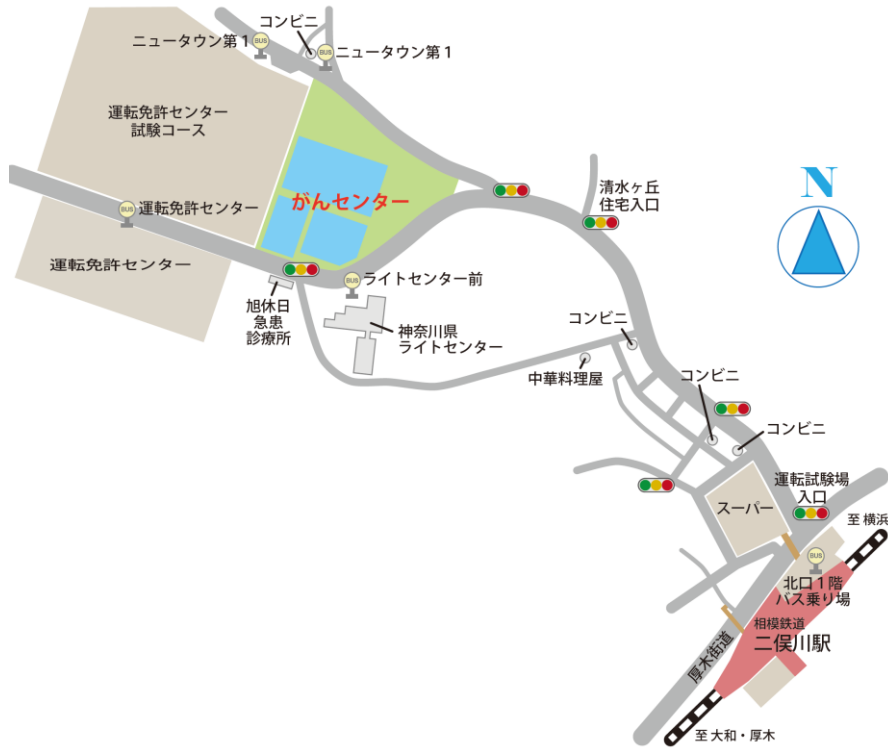 コンビニ
ニュータウン第1
BUS
BUS
ニュータウン第1
運転免許センター
試験コース
N
がんセンター
清水ヶ丘
住宅入口
BUS
運転免許センター
運転免許センター
BUS
ライトセンター前
旭休日
急患
診療所
神奈川県
ライトセンター
コンビニ
中華料理屋
コンビニ
コンビニ
運転試験場
入口
スーパー
至 横浜
BUS
北口1階
バス乗り場
相模鉄道
二俣川駅
厚木街道
至 大和・厚木